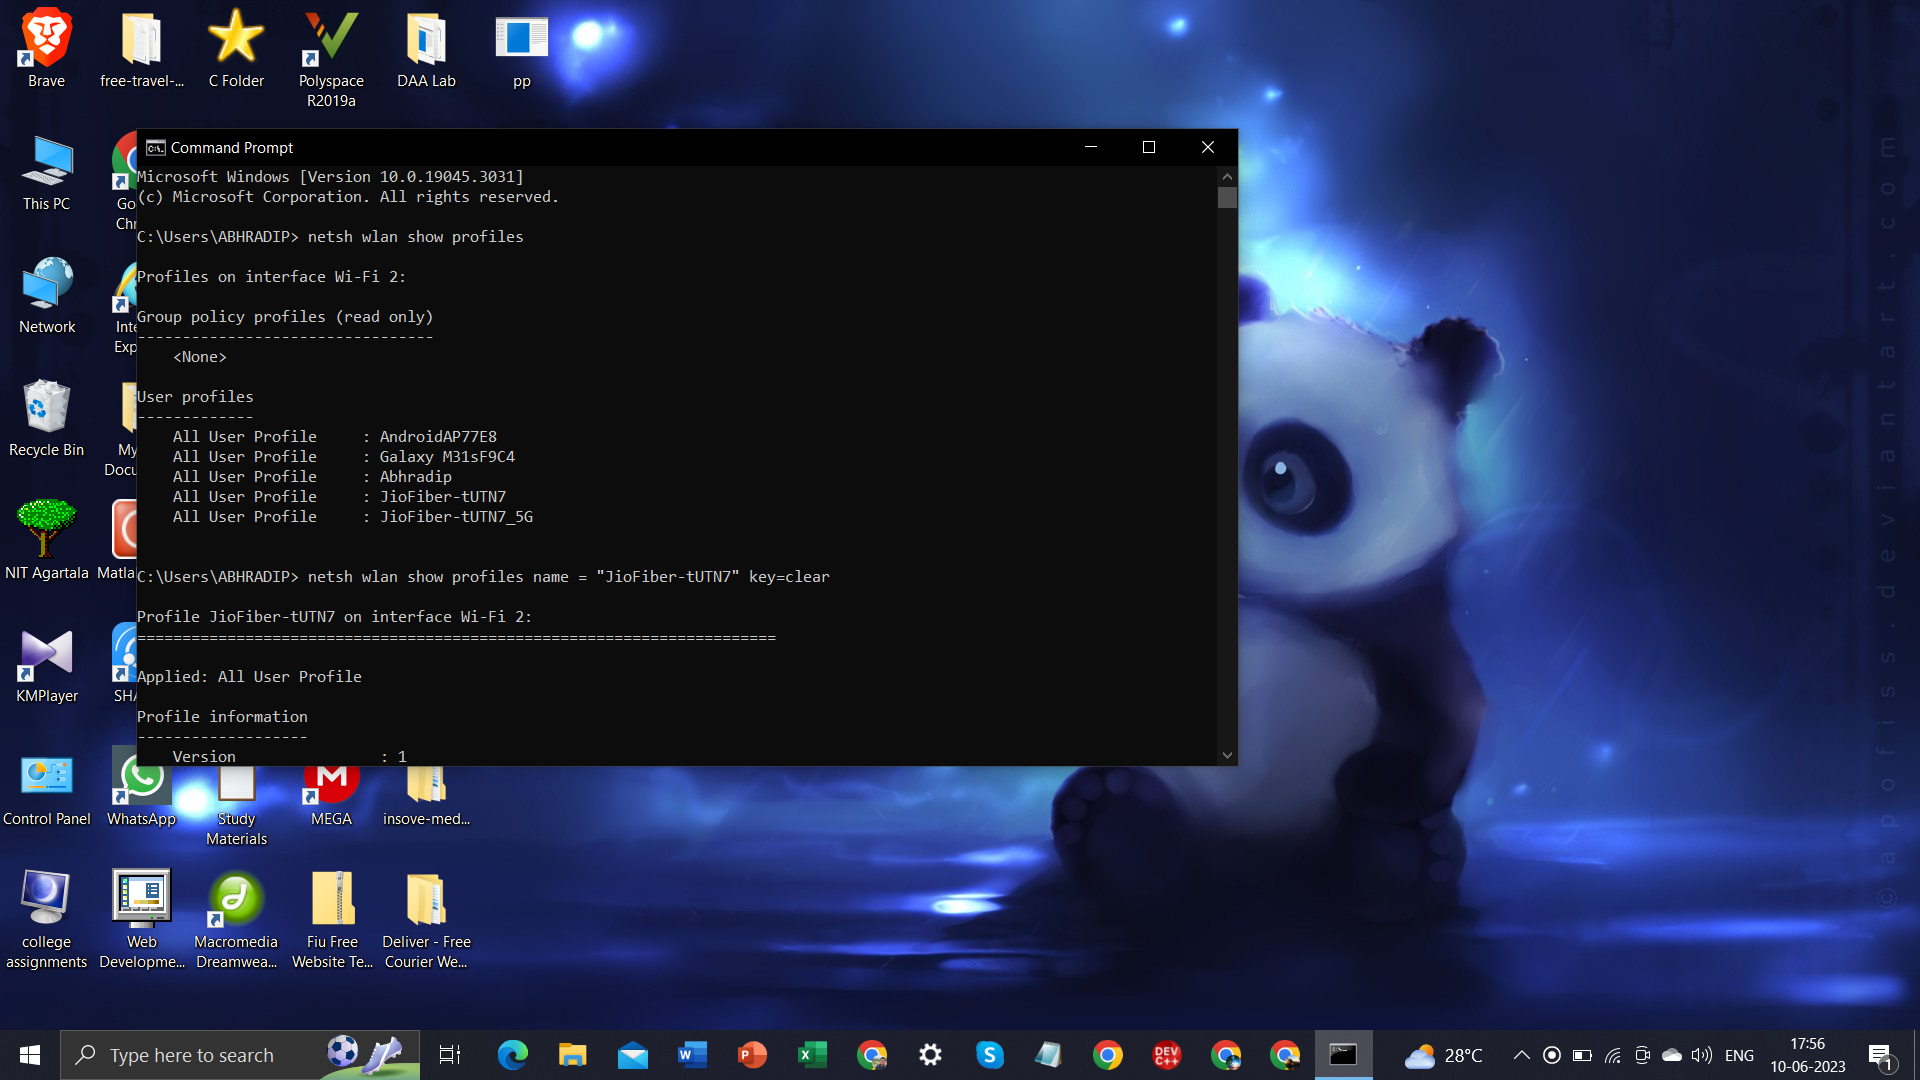 Brave
free-travel-...
C Folder
Polyspace
R2019a
DAA Lab
pp
This PC
Go
Chr
Network
Inte
Exp
Recycle Bin
My
Docu
NIT Agartala
Matla
KMPlayer
SHA
Control Panel
WhatsApp
Study
Materials
MEGA
insove-med...
college
assignments
Web
Developme...
Macromedia
Dreamwea...
Fiu Free
Website Te...
Deliver - Free
Courier We...
Command Prompt
Microsoft Windows [Version 10.0.19045.3031]
(c) Microsoft Corporation. All rights reserved.
C:\Users\ABHRADIP> netsh wlan show profiles
Profiles on interface Wi-Fi 2:
Group policy profiles (read only)
---------------------------------
<None>
User profiles
-------------
All User Profile     : AndroidAP77E8
All User Profile     : Galaxy M31sF9C4
All User Profile     : Abhradip
All User Profile     : JioFiber-tUTN7
All User Profile     : JioFiber-tUTN7_5G
C:\Users\ABHRADIP> netsh wlan show profiles name = "JioFiber-tUTN7" key=clear
Profile JioFiber-tUTN7 on interface Wi-Fi 2:
=======================================================================
Applied: All User Profile
Profile information
-------------------
Version                : 1
© apofiss.deviantart.com
Type here to search
DEV
C++
28°C
ENG
17:56
10-06-2023
1